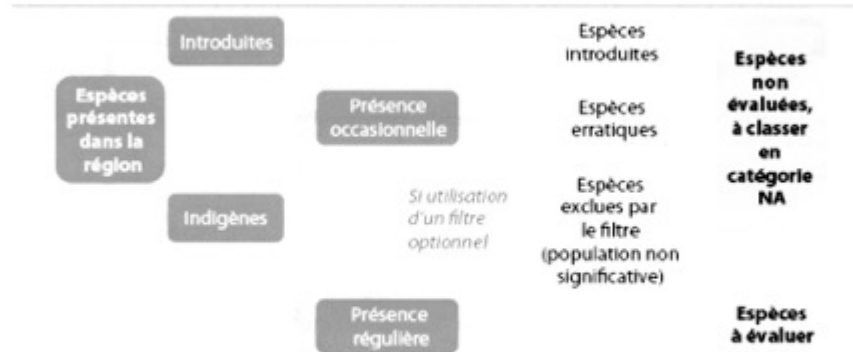 Introduites
Espèces
introduites
Espèces
non
évaluées,
à classer
en
catégorie
NA
Espèces
présentes
dans la
région
Présence
occasionnelle
Espèces
erratiques
Indigènes
Si utilisation
d'un filtre
optionnel
Espèces
exclues par
le filtre
(population non
significative)
Présence
régulière
Espèces
à évaluer